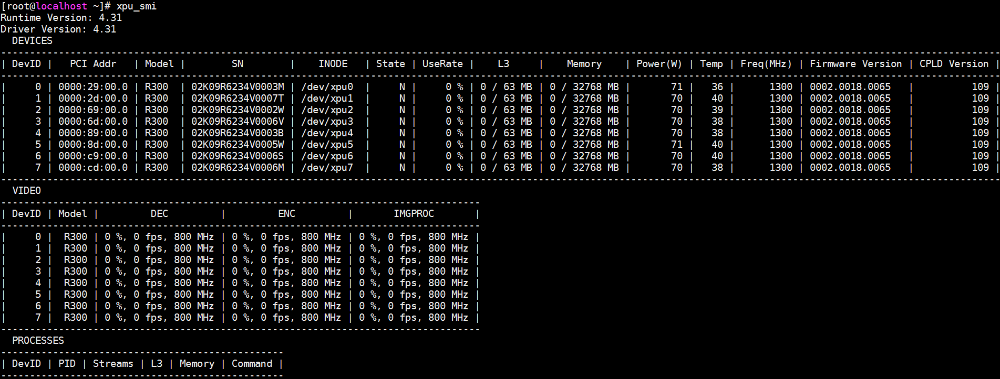 [root@localhost ~]# xpu_smi
Runtime Version: 4.31
Driver Version: 4.31
DEVICES
| DevID | PCI Addr | Model | SN | INODE | State | UseRate | L3 | Memory | Power(W) | Temp | Freq(MHz) | Firmware Version | CPLD Version |
| 0 | 0000:29:00.0 | R300 | 02K09R6234V0003M | /dev/xpu0 | N | 0 % | 0 / 63 MB | 0 / 32768 MB | 71 | 36 | 1300 | 0002.0018.0065 | 109 |
| 1 | 0000:2d:00.0 | R300 | 02K09R6234V0007T | /dev/xpu1 | N | 0 % | 0 / 63 MB | 0 / 32768 MB | 70 | 40 | 1300 | 0002.0018.0065 | 109 |
| 2 | 0000:69:00.0 | R300 | 02K09R6234V0002W | /dev/xpu2 | N | 0 % | 0 / 63 MB | 0 / 32768 MB | 70 | 39 | 1300 | 0002.0018.0065 | 109 |
| 3 | 0000:6d:00.0 | R300 | 02K09R6234V0006V | /dev/xpu3 | N | 0 % | 0 / 63 MB | 0 / 32768 MB | 70 | 38 | 1300 | 0002.0018.0065 | 109 |
| 4 | 0000:89:00.0 | R300 | 02K09R6234V0003B | /dev/xpu4 | N | 0 % | 0 / 63 MB | 0 / 32768 MB | 70 | 38 | 1300 | 0002.0018.0065 | 109 |
| 5 | 0000:8d:00.0 | R300 | 02K09R6234V0005W | /dev/xpu5 | N | 0 % | 0 / 63 MB | 0 / 32768 MB | 71 | 40 | 1300 | 0002.0018.0065 | 109 |
| 6 | 0000:c9:00.0 | R300 | 02K09R6234V0006S | /dev/xpu6 | N | 0 % | 0 / 63 MB | 0 / 32768 MB | 70 | 40 | 1300 | 0002.0018.0065 | 109 |
| 7 | 0000:cd:00.0 | R300 | 02K09R6234V0006M | /dev/xpu7 | N | 0 % | 0 / 63 MB | 0 / 32768 MB | 70 | 38 | 1300 | 0002.0018.0065 | 109 |
VIDEO
| DevID | Model | DEC | ENC | IMGPROC |
| 0 | R300 | 0 %, 0 fps, 800 MHz | 0 %, 0 fps, 800 MHz | 0 %, 0 fps, 800 MHz |
| 1 | R300 | 0 %, 0 fps, 800 MHz | 0 %, 0 fps, 800 MHz | 0 %, 0 fps, 800 MHz |
| 2 | R300 | 0 %, 0 fps, 800 MHz | 0 %, 0 fps, 800 MHz | 0 %, 0 fps, 800 MHz |
| 3 | R300 | 0 %, 0 fps, 800 MHz | 0 %, 0 fps, 800 MHz | 0 %, 0 fps, 800 MHz |
| 4 | R300 | 0 %, 0 fps, 800 MHz | 0 %, 0 fps, 800 MHz | 0 %, 0 fps, 800 MHz |
| 5 | R300 | 0 %, 0 fps, 800 MHz | 0 %, 0 fps, 800 MHz | 0 %, 0 fps, 800 MHz |
| 6 | R300 | 0 %, 0 fps, 800 MHz | 0 %, 0 fps, 800 MHz | 0 %, 0 fps, 800 MHz |
| 7 | R300 | 0 %, 0 fps, 800 MHz | 0 %, 0 fps, 800 MHz | 0 %, 0 fps, 800 MHz |
PROCESSES
| DevID | PID | Streams | L3 | Memory | Command |